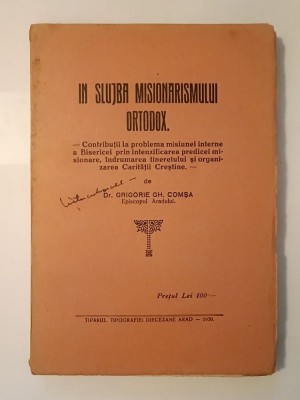 IN SLUJBA MISIONARISMULUI
ORTODOX.
— Contribuții la problema misiunei interne
a Bisericei prin intensificarea predicei mi-
sionare, îndrumarea tineretului și organi-
zarea Carității Creștine. —
de
Dr. GRIGORIE GH. COMȘA
Episcopul Aradului.
Prețul Lei 100—
TIPARUL TIPOGRAFIEI DIECEZANE ARAD —